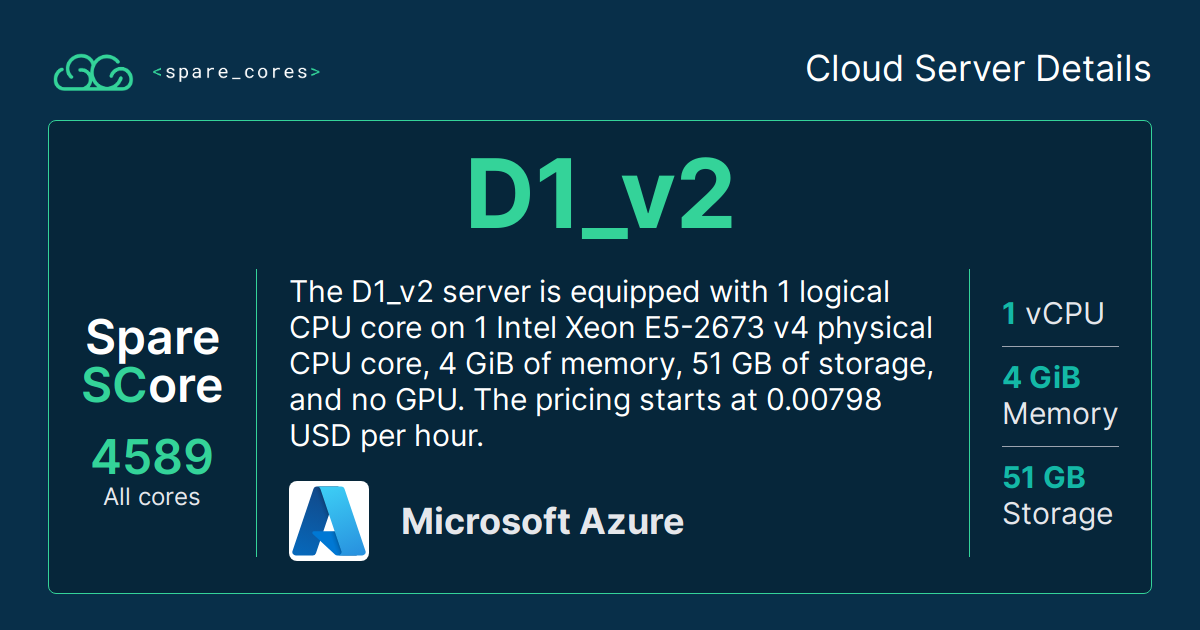 <spare_cores>
Cloud Server Details
D1_v2
Spare
SCore
4589
All cores
The D1_v2 server is equipped with 1 logical
CPU core on 1 Intel Xeon E5-2673 v4 physical
CPU core, 4 GiB of memory, 51 GB of storage,
and no GPU. The pricing starts at 0.00798
USD per hour.
Microsoft Azure
1 vCPU
4 GiB
Memory
51 GB
Storage